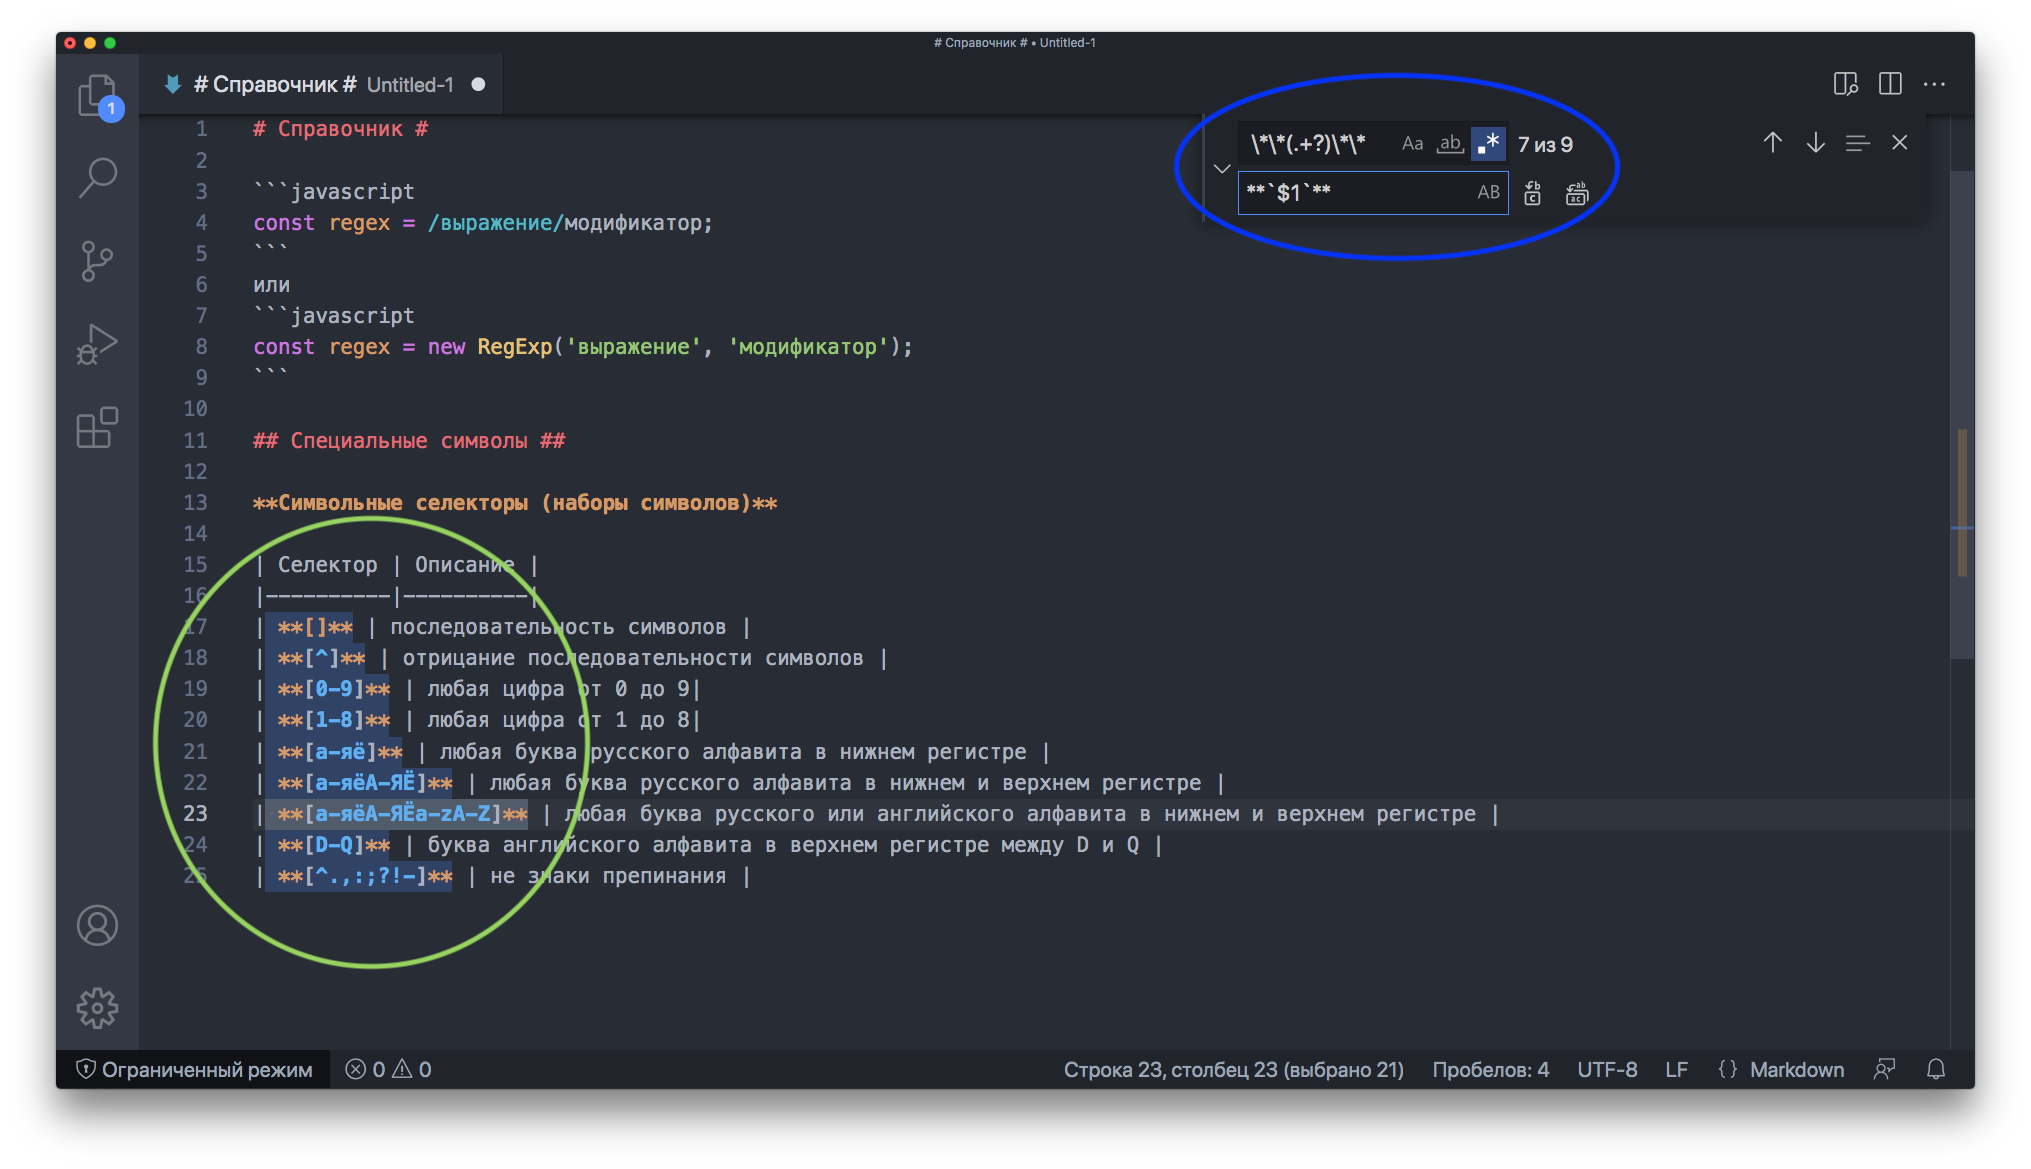 # Справочник # • Untitled-1
# Справочник # Untitled-1
1
\*\*(.+?)\*\* Aa ab .* 7 из 9
**`$1`** AB
1 # Справочник #
2
3 ```javascript
4 const regex = /выражение/модификатор;
5 ```
6 или
7 ```javascript
8 const regex = new RegExp('выражение', 'модификатор');
9 ```
10
11 ## Специальные символы ##
12
13 **Символьные селекторы (наборы символов)**
14
15 | Селектор | Описание |
16 |----------|----------|
17 | **[]** | последовательность символов |
18 | **[^]** | отрицание последовательности символов |
19 | **[0-9]** | любая цифра от 0 до 9|
20 | **[1-8]** | любая цифра от 1 до 8|
21 | **[а-яё]** | любая буква русского алфавита в нижнем регистре |
22 | **[а-яёА-ЯЁ]** | любая буква русского алфавита в нижнем и верхнем регистре |
23 | **[а-яёА-ЯЁa-zA-Z]** | любая буква русского или английского алфавита в нижнем и верхнем регистре |
24 | **[D-Q]** | буква английского алфавита в верхнем регистре между D и Q |
25 | **[^.,:;?!-]** | не знаки препинания |
Ограниченный режим 0 0 Строка 23, столбец 23 (выбрано 21) Пробелов: 4 UTF-8 LF {} Markdown